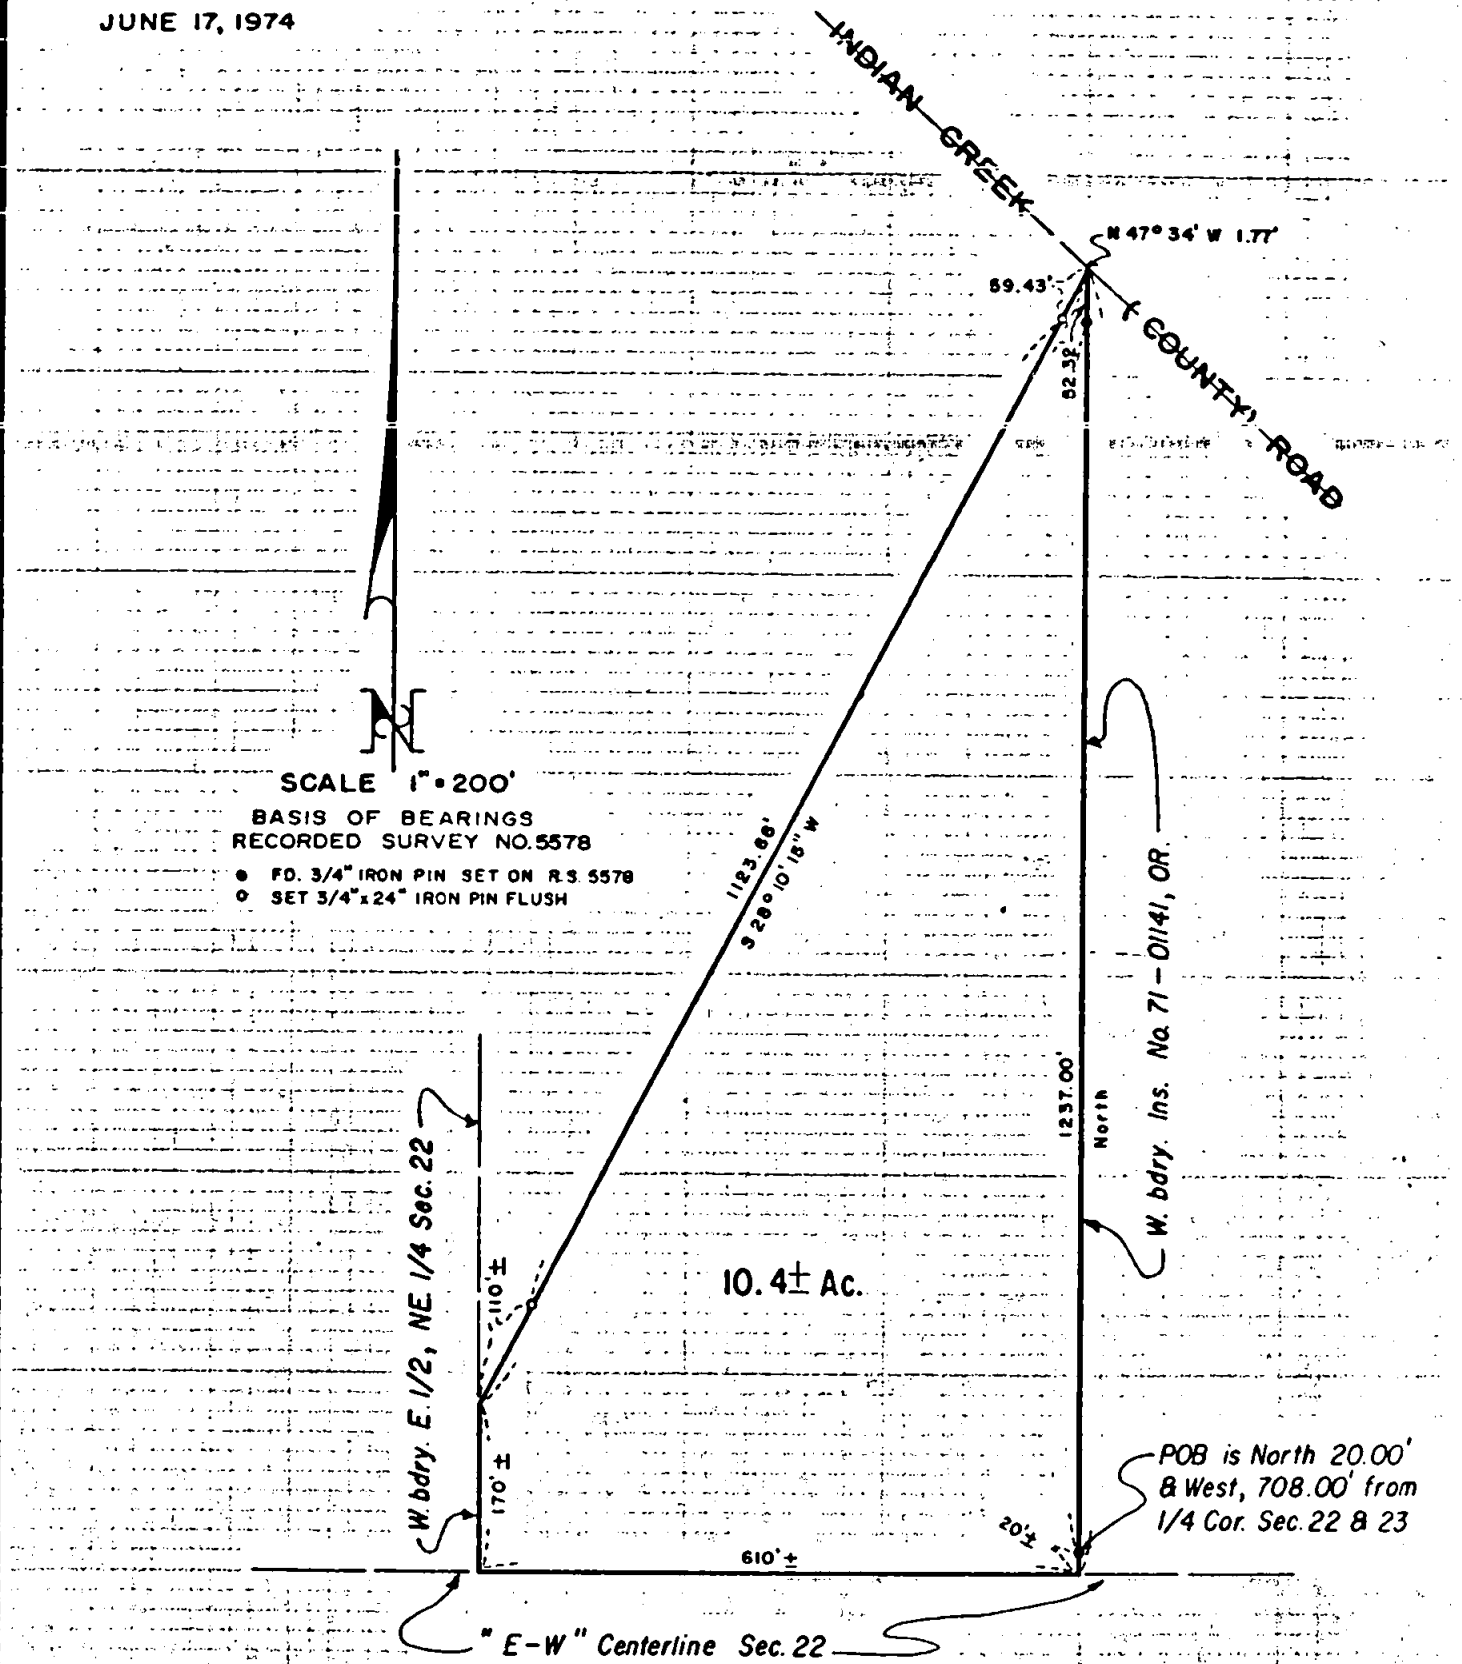 JUNE 17, 1974
INDIAN CREEK
(COUNTY) ROAD
N 47° 34' W 1.77'
59.43'
52.32
N
SCALE 1"=200'
BASIS OF BEARINGS
RECORDED SURVEY NO. 5578
● FD. 3/4" IRON PIN SET ON R.S. 5578
○ SET 3/4"x24" IRON PIN FLUSH
1123.66'
S 28° 10' 15" W
W. bdry. Ins. No. 71-01141, OR.
1237.00'
North
W. bdry. E. 1/2, NE. 1/4 Sec. 22
110'±
10.4± Ac.
170'±
POB is North 20.00'
& West, 708.00' from
1/4 Cor. Sec. 22 & 23
20'±
610'±
"E-W" Centerline Sec. 22